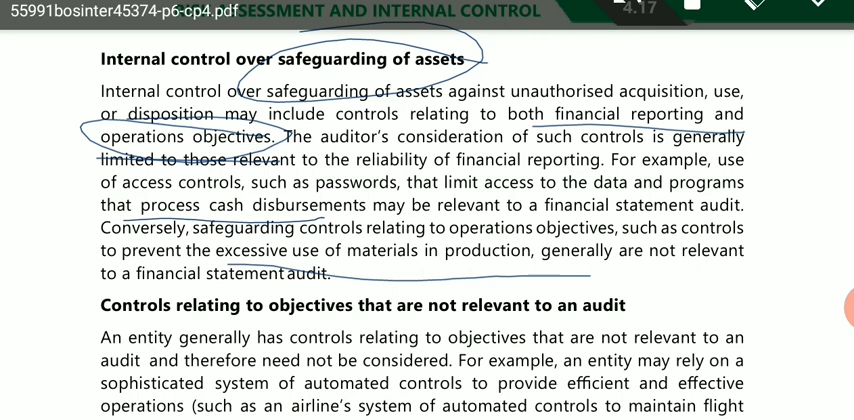 55991bosinter45374-p6-cp4.pdf
ASSESSMENT AND INTERNAL CONTROL
4.17
Internal control over safeguarding of assets
Internal control over safeguarding of assets against unauthorised acquisition, use,
or disposition may include controls relating to both financial reporting and
operations objectives. The auditor's consideration of such controls is generally
limited to those relevant to the reliability of financial reporting. For example, use
of access controls, such as passwords, that limit access to the data and programs
that process cash disbursements may be relevant to a financial statement audit.
Conversely, safeguarding controls relating to operations objectives, such as controls
to prevent the excessive use of materials in production, generally are not relevant
to a financial statement audit.
Controls relating to objectives that are not relevant to an audit
An entity generally has controls relating to objectives that are not relevant to an
audit and therefore need not be considered. For example, an entity may rely on a
sophisticated system of automated controls to provide efficient and effective
operations (such as an airline's system of automated controls to maintain flight